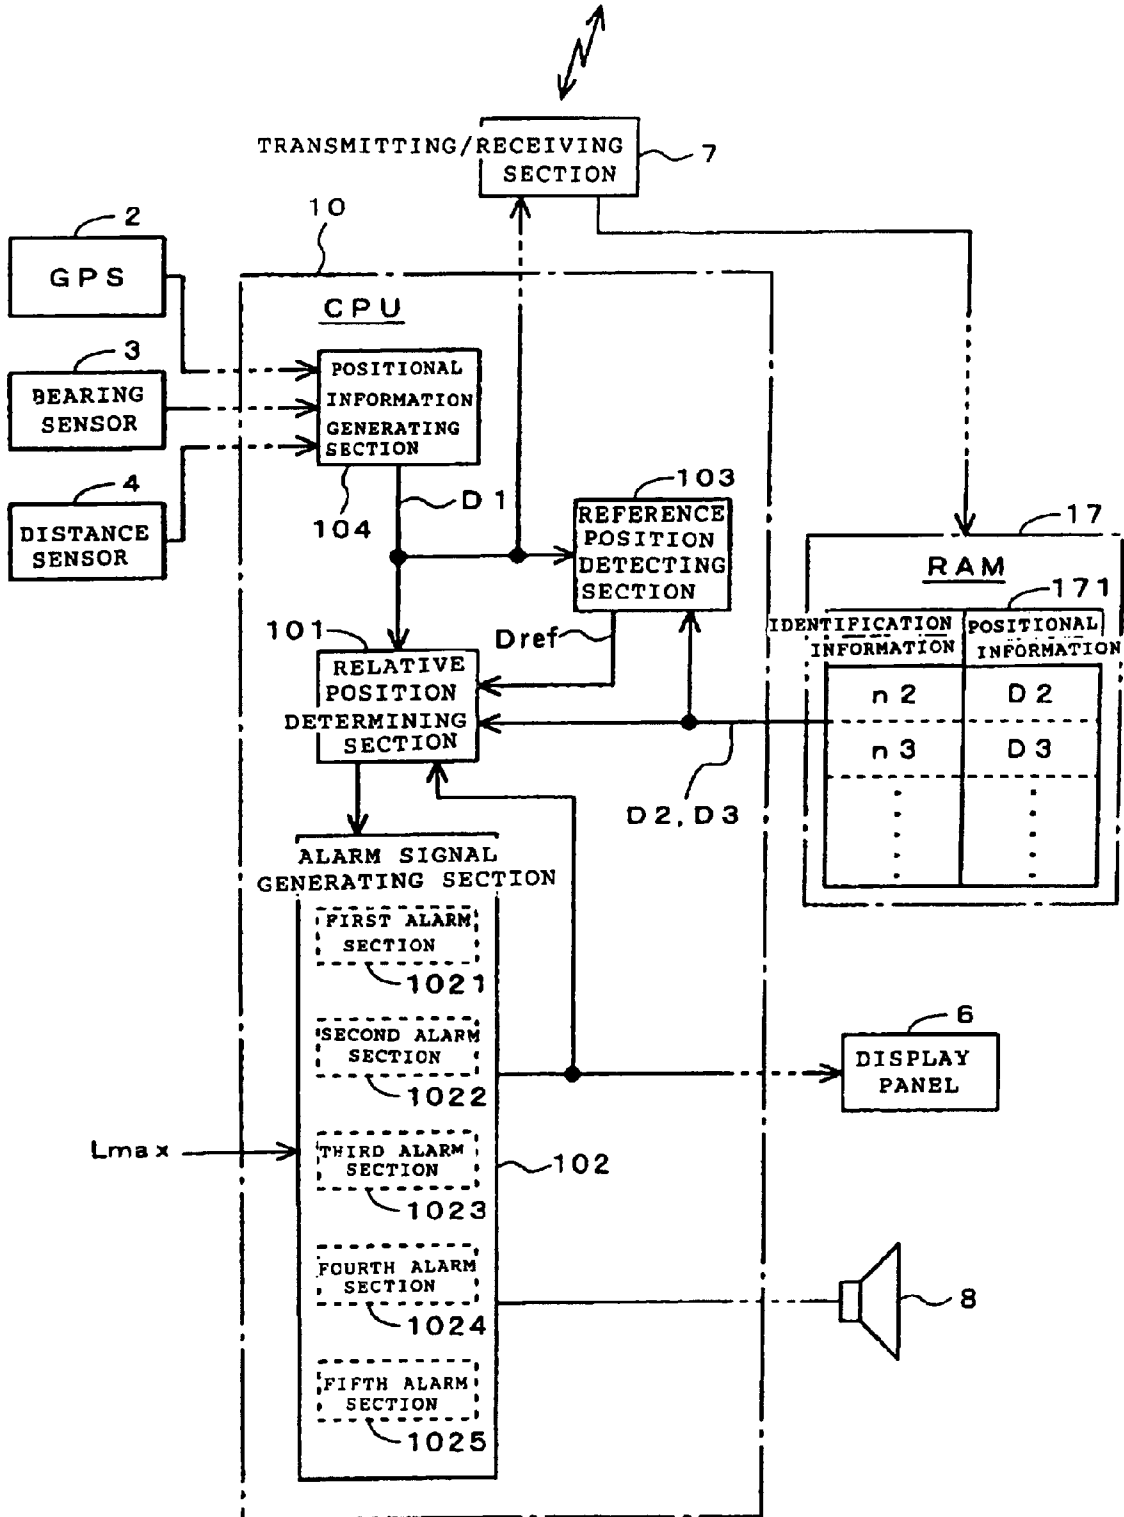 TRANSMITTING/RECEIVING
SECTION
7
10
2
GPS
CPU
3
BEARING
SENSOR
POSITIONAL
INFORMATION
GENERATING
SECTION
104
D1
4
DISTANCE
SENSOR
103
REFERENCE
POSITION
DETECTING
SECTION
17
RAM
171
IDENTIFICATION
INFORMATION
POSITIONAL
INFORMATION
n2
D2
n3
D3
101
Dref
RELATIVE
POSITION
DETERMINING
SECTION
D2, D3
ALARM SIGNAL
GENERATING SECTION
FIRST ALARM
SECTION
1021
SECOND ALARM
SECTION
1022
6
DISPLAY
PANEL
Lmax
THIRD ALARM
SECTION
1023
102
FOURTH ALARM
SECTION
1024
8
FIFTH ALARM
SECTION
1025